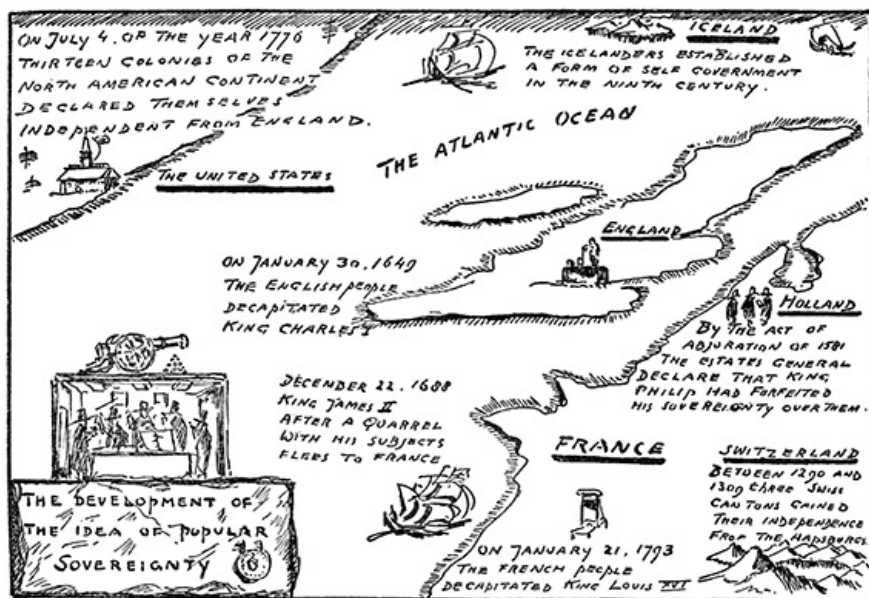 ON JULY 4. OF THE YEAR 1776
THIRTEEN COLONIES OF THE
NORTH AMERICAN CONTINENT
DECLARED THEMSELVES
INDEPENDENT FROM ENGLAND.
THE UNITED STATES
ICELAND
THE ICELANDERS ESTABLISHED
A FORM OF SELF GOVERNMENT
IN THE NINTH CENTURY.
THE ATLANTIC OCEAN
ENGLAND
ON JANUARY 30, 1649
THE ENGLISH PEOPLE
DECAPITATED
KING CHARLES I
HOLLAND
BY THE ACT OF
ADJURATION OF 1581
THE ESTATES GENERAL
DECLARE THAT KING
PHILIP HAD FORFEITED
HIS SOVEREIGNTY OVER THEM.
DECEMBER 22, 1688
KING JAMES II
AFTER A QUARREL
WITH HIS SUBJECTS
FLEES TO FRANCE
FRANCE
ON JANUARY 21, 1793
THE FRENCH PEOPLE
DECAPITATED KING LOUIS XVI
SWITZERLAND
BETWEEN 1290 AND
1309 three SWISS
CANTONS GAINED
THEIR INDEPENDENCE
FROM THE HAPSBURGS
THE DEVELOPMENT OF
THE IDEA OF POPULAR
SOVEREIGNTY